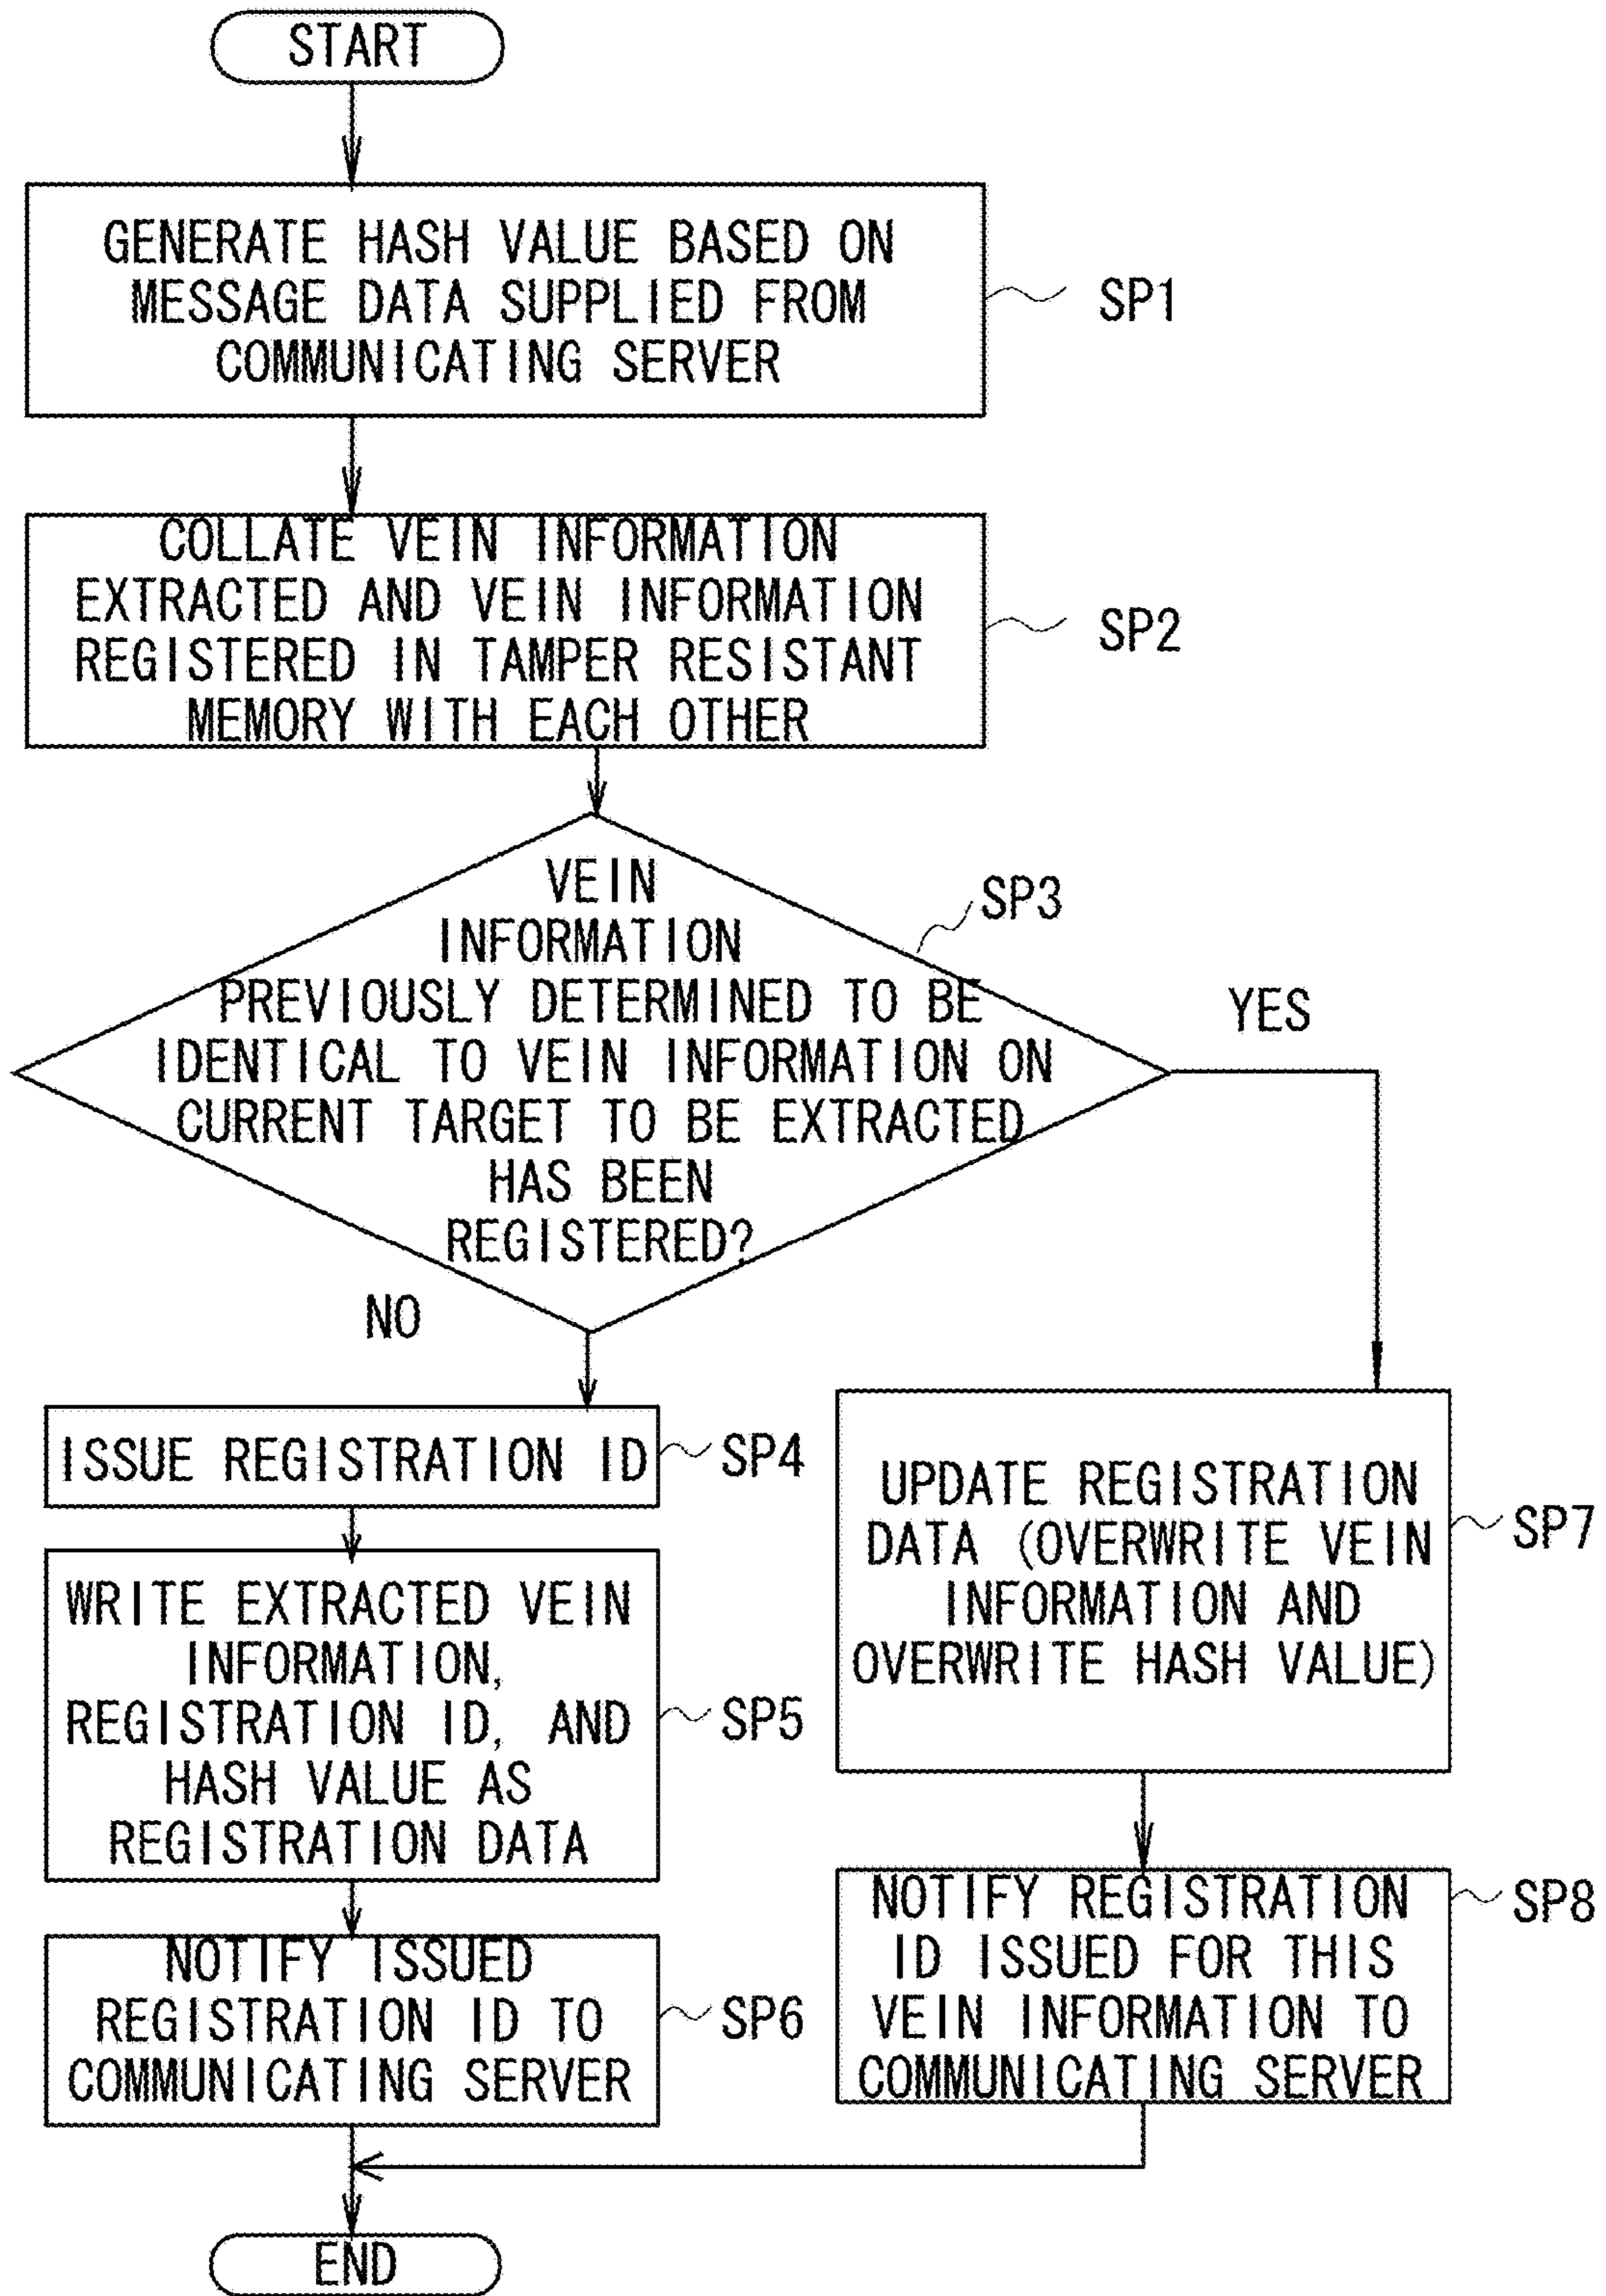 START
GENERATE HASH VALUE BASED ON
MESSAGE DATA SUPPLIED FROM
COMMUNICATING SERVER
SP1
COLLATE VEIN INFORMATION
EXTRACTED AND VEIN INFORMATION
REGISTERED IN TAMPER RESISTANT
MEMORY WITH EACH OTHER
SP2
VEIN
INFORMATION
PREVIOUSLY DETERMINED TO BE
IDENTICAL TO VEIN INFORMATION ON
CURRENT TARGET TO BE EXTRACTED
HAS BEEN
REGISTERED?
SP3
YES
NO
ISSUE REGISTRATION ID
SP4
WRITE EXTRACTED VEIN
INFORMATION,
REGISTRATION ID, AND
HASH VALUE AS
REGISTRATION DATA
SP5
NOTIFY ISSUED
REGISTRATION ID TO
COMMUNICATING SERVER
SP6
UPDATE REGISTRATION
DATA (OVERWRITE VEIN
INFORMATION AND
OVERWRITE HASH VALUE)
SP7
NOTIFY REGISTRATION
ID ISSUED FOR THIS
VEIN INFORMATION TO
COMMUNICATING SERVER
SP8
END